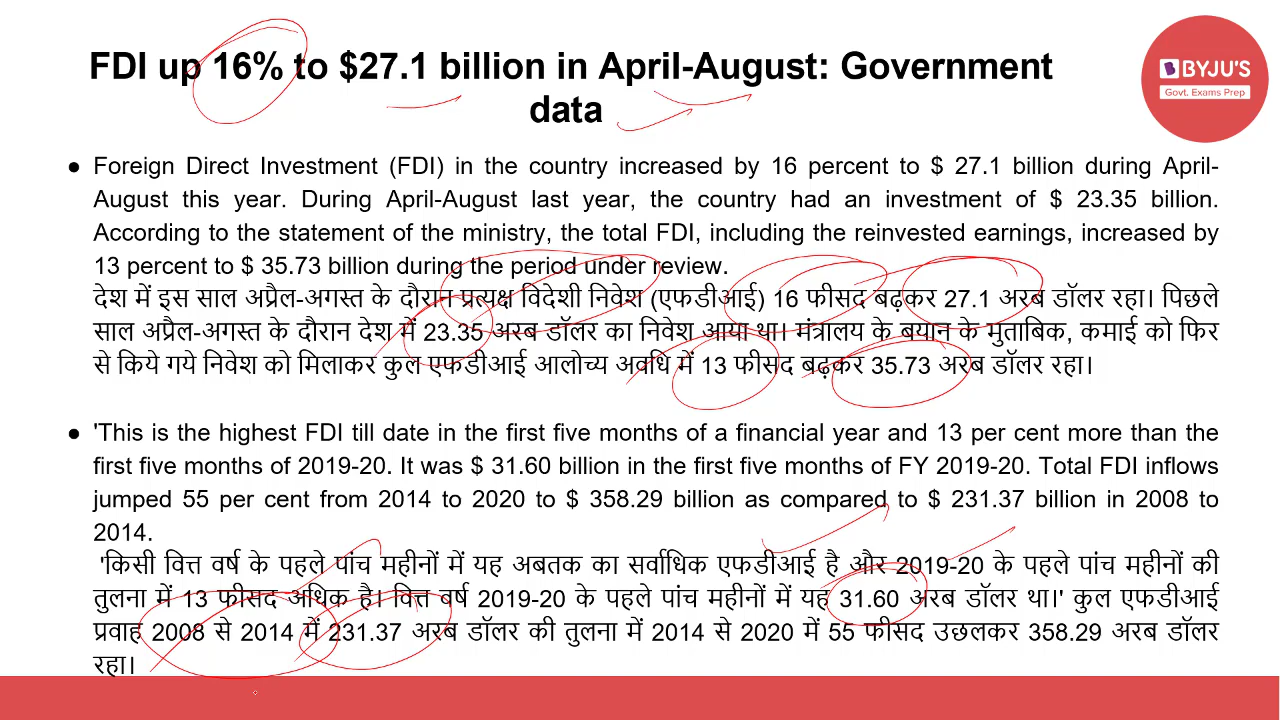 FDI up 16% to $27.1 billion in April-August: Government
data
BYJU'S
Govt. Exams Prep
● Foreign Direct Investment (FDI) in the country increased by 16 percent to $ 27.1 billion during April-
August this year. During April-August last year, the country had an investment of $ 23.35 billion.
According to the statement of the ministry, the total FDI, including the reinvested earnings, increased by
13 percent to $ 35.73 billion during the period under review.
देश में इस साल अप्रैल-अगस्त के दौरान प्रत्यक्ष विदेशी निवेश (एफडीआई) 16 फीसद बढ़कर 27.1 अरब डॉलर रहा। पिछले
साल अप्रैल-अगस्त के दौरान देश में 23.35 अरब डॉलर का निवेश आया था। मंत्रालय के बयान के मुताबिक, कमाई को फिर
से किये गये निवेश को मिलाकर कुल एफडीआई आलोच्य अवधि में 13 फीसद बढ़कर 35.73 अरब डॉलर रहा।
● 'This is the highest FDI till date in the first five months of a financial year and 13 per cent more than the
first five months of 2019-20. It was $ 31.60 billion in the first five months of FY 2019-20. Total FDI inflows
jumped 55 per cent from 2014 to 2020 to $ 358.29 billion as compared to $ 231.37 billion in 2008 to
2014.
'किसी वित्त वर्ष के पहले पांच महीनों में यह अबतक का सर्वाधिक एफडीआई है और 2019-20 के पहले पांच महीनों की
तुलना में 13 फीसद अधिक है। वित्त वर्ष 2019-20 के पहले पांच महीनों में यह 31.60 अरब डॉलर था।' कुल एफडीआई
प्रवाह 2008 से 2014 में 231.37 अरब डॉलर की तुलना में 2014 से 2020 में 55 फीसद उछलकर 358.29 अरब डॉलर
रहा।